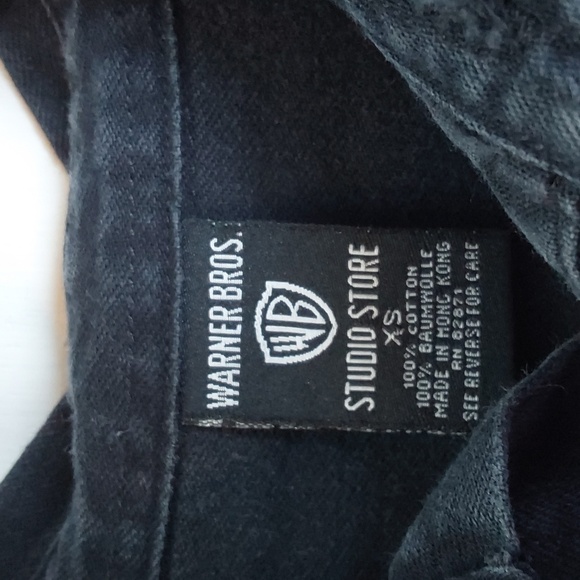 WARNER BROS.
WB
STUDIO STORE
XS
100% COTTON
100% BAUMWOLLE
MADE IN HONG KONG
RN 82871
SEE REVERSE FOR CARE